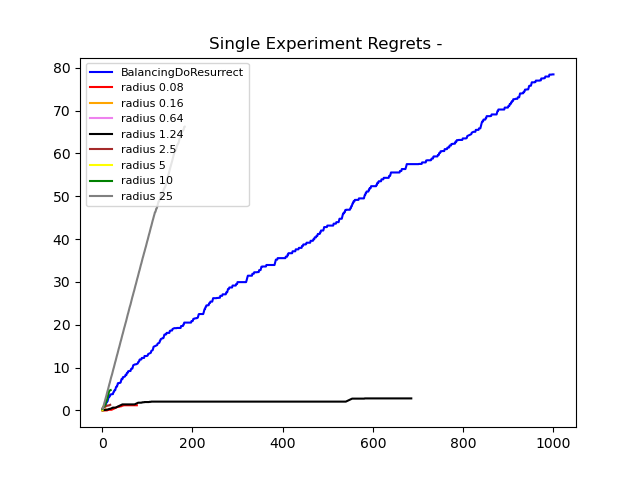 Single Experiment Regrets -
80
70
60
50
40
30
20
10
0
BalancingDoResurrect
radius 0.08
radius 0.16
radius 0.64
radius 1.24
radius 2.5
radius 5
radius 10
radius 25
0 200 400 600 800 1000